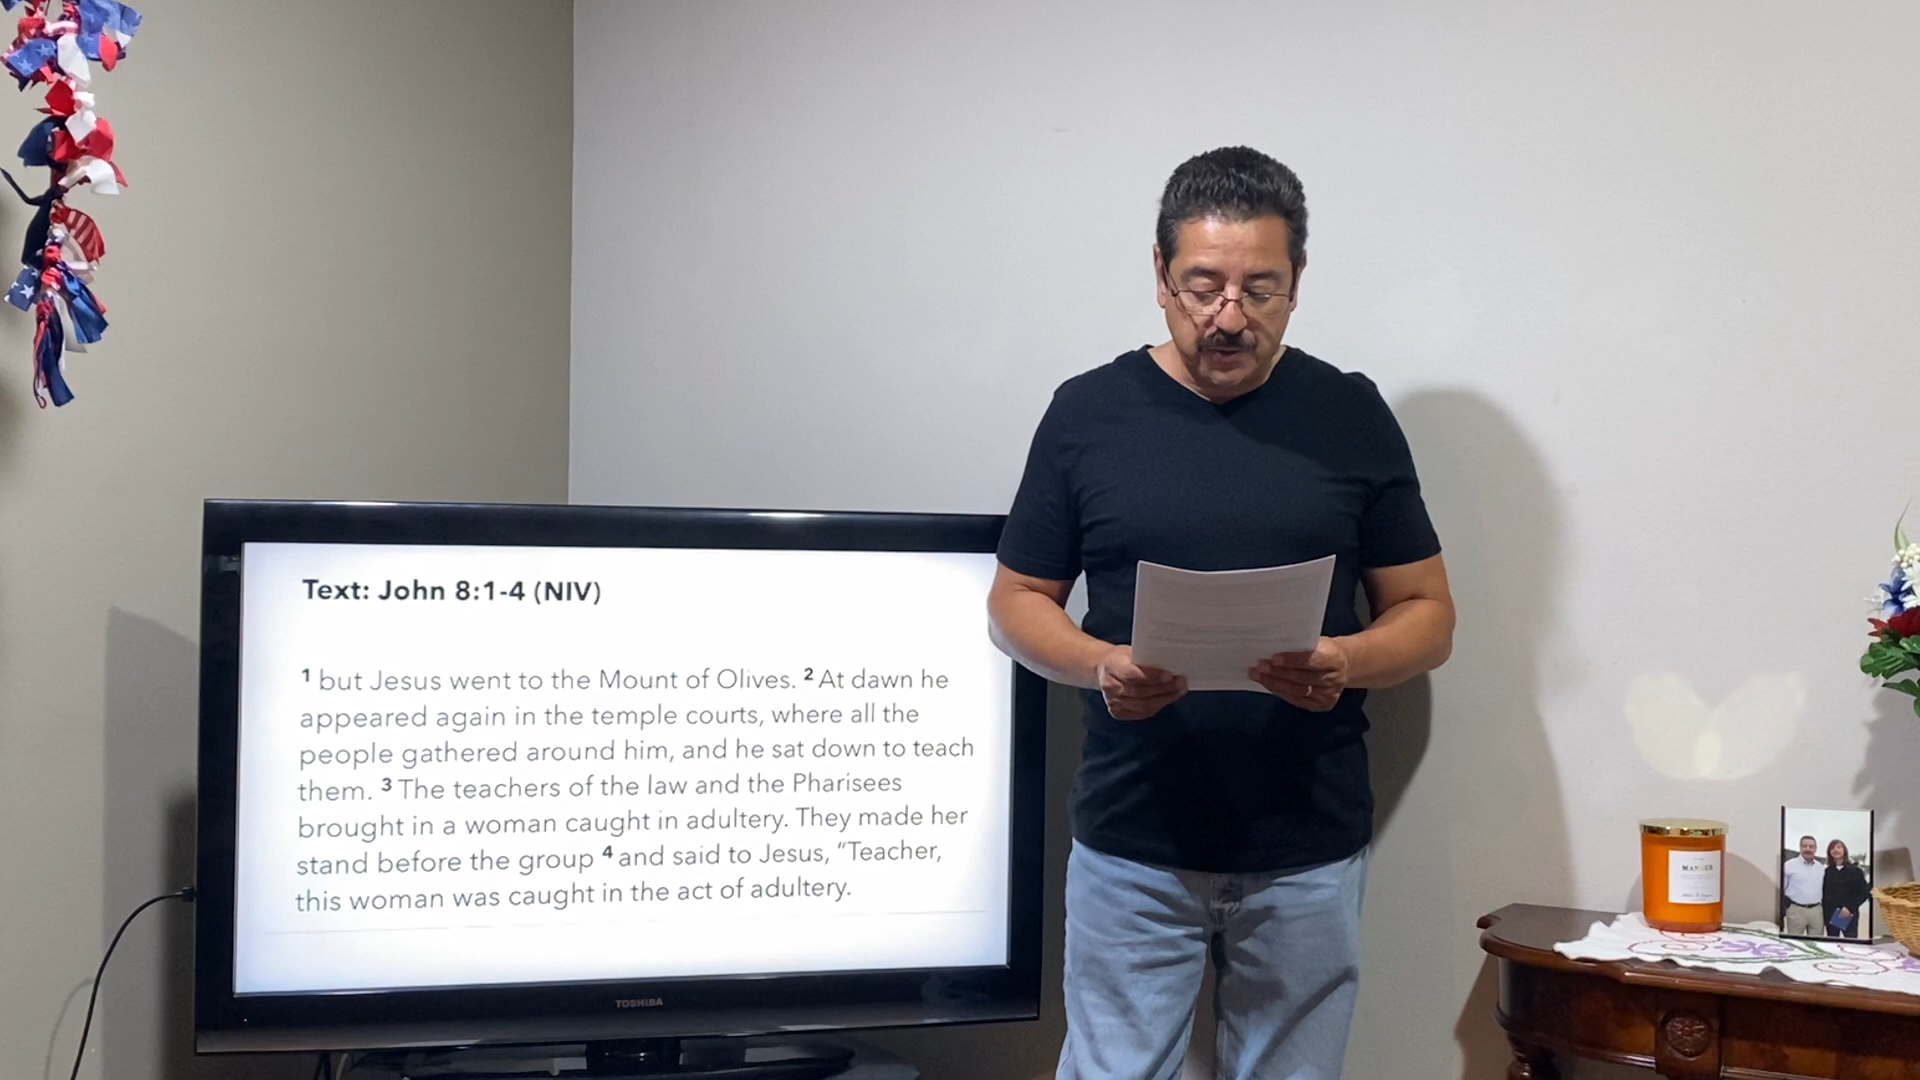 Text: John 8:1-4 (NIV)
1 but Jesus went to the Mount of Olives. 2 At dawn he
appeared again in the temple courts, where all the
people gathered around him, and he sat down to teach
them. 3 The teachers of the law and the Pharisees
brought in a woman caught in adultery. They made her
stand before the group 4 and said to Jesus, “Teacher,
this woman was caught in the act of adultery.
TOSHIBA